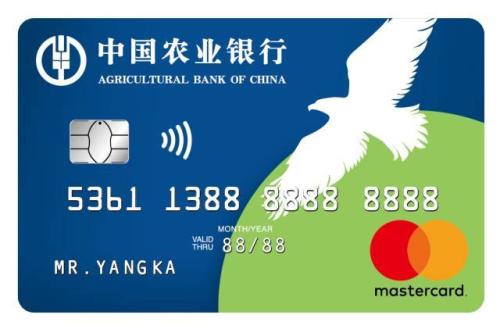 中国农业银行
AGRICULTURAL BANK OF CHINA
5361 1388 8888 8888
MONTH/YEAR
VALID THRU 88/88
MR.YANGKA
mastercard.